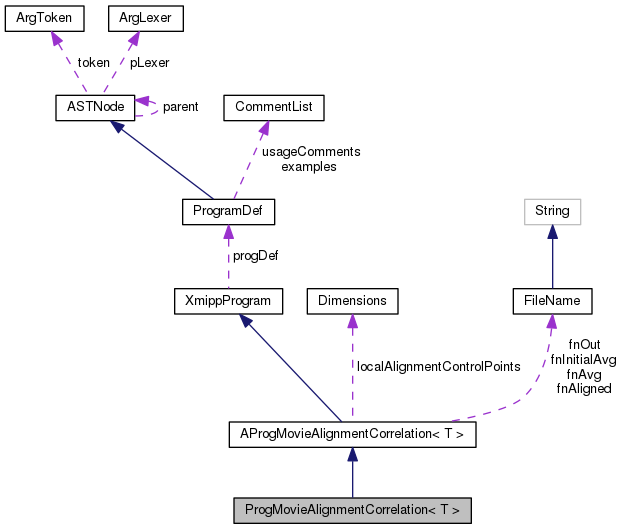 ArgToken
ArgLexer
token
pLexer
ASTNode
parent
CommentList
usageComments
examples
ProgramDef
String
progDef
XmippProgram
Dimensions
FileName
localAlignmentControlPoints
fnOut
fnInitialAvg
fnAvg
fnAligned
AProgMovieAlignmentCorrelation< T >
ProgMovieAlignmentCorrelation< T >